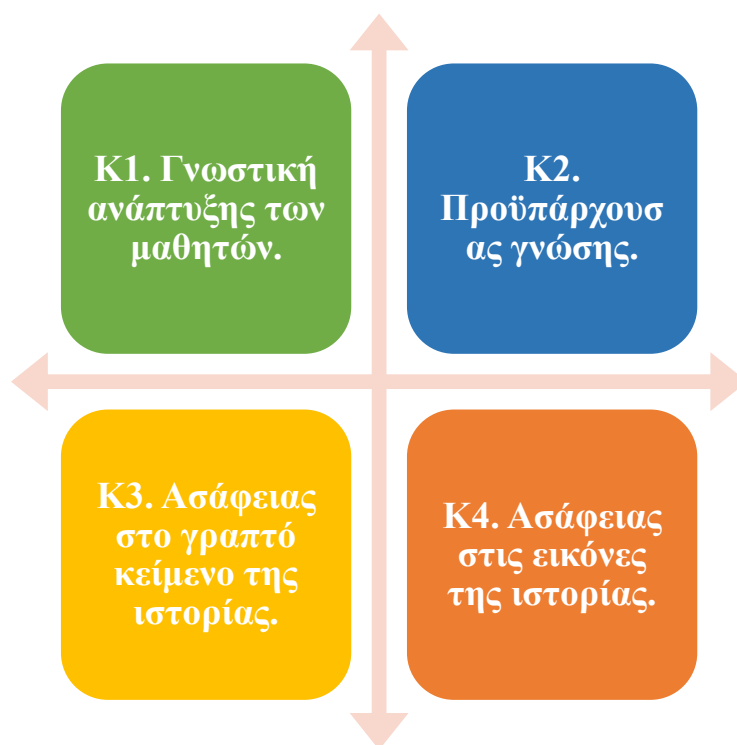 Κ1. Γνωστική
ανάπτυξης των
μαθητών.
Κ2.
Προϋπάρχουσ
ας γνώσης.
Κ3. Ασάφειας
στο γραπτό
κείμενο της
ιστορίας.
Κ4. Ασάφειας
στις εικόνες
της ιστορίας.